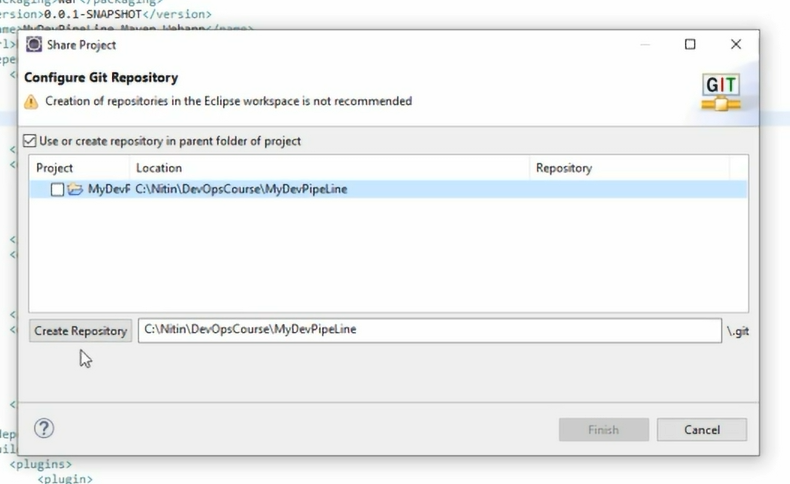 ersion>0.0.1-SNAPSHOT</version>
Share Project
Configure Git Repository
Creation of repositories in the Eclipse workspace is not recommended
GIT
Use or create repository in parent folder of project
Project Location Repository
MyDevP C:\Nitin\DevOpsCourse\MyDevPipeLine
Create Repository C:\Nitin\DevOpsCourse\MyDevPipeLine \.git
? Finish Cancel
<plugins>
<plugin>